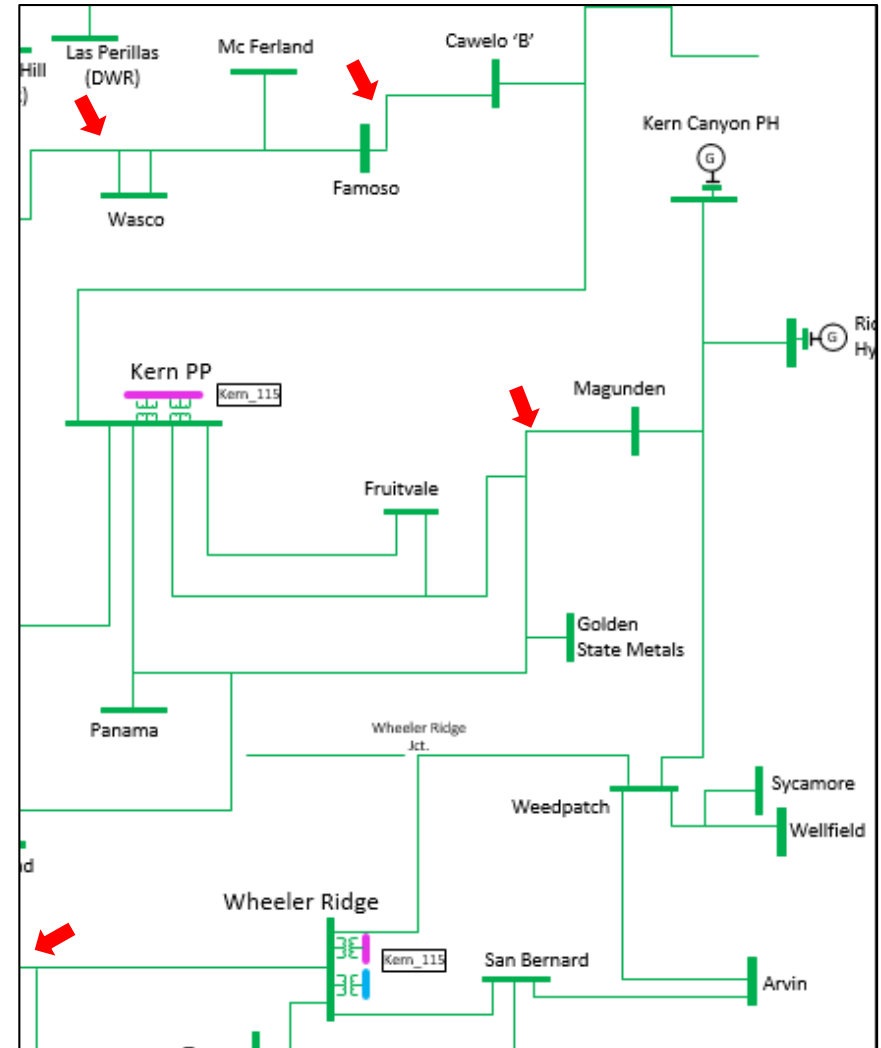 Las Perillas
(DWR)
Hill
)
Mc Ferland
Cawelo ‘B’
Kern Canyon PH
G
Famoso
Wasco
G
Kern PP
Kern_115
Magunden
Fruitvale
Golden
State Metals
Panama
Wheeler Ridge
Jct.
Weedpatch
Sycamore
Wellfield
Wheeler Ridge
Kern_115
San Bernard
Arvin